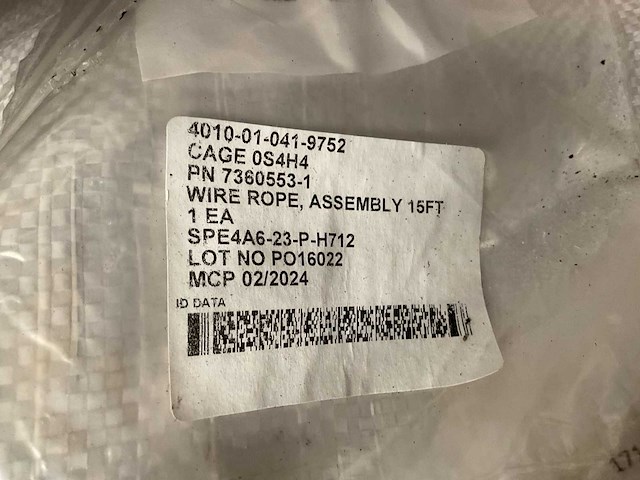 4010-01-041-9752
CAGE 0S4H4
PN 7360553-1
WIRE ROPE, ASSEMBLY 15FT
1 EA
SPE4A6-23-P-H712
LOT NO PO16022
MCP 02/2024
ID DATA